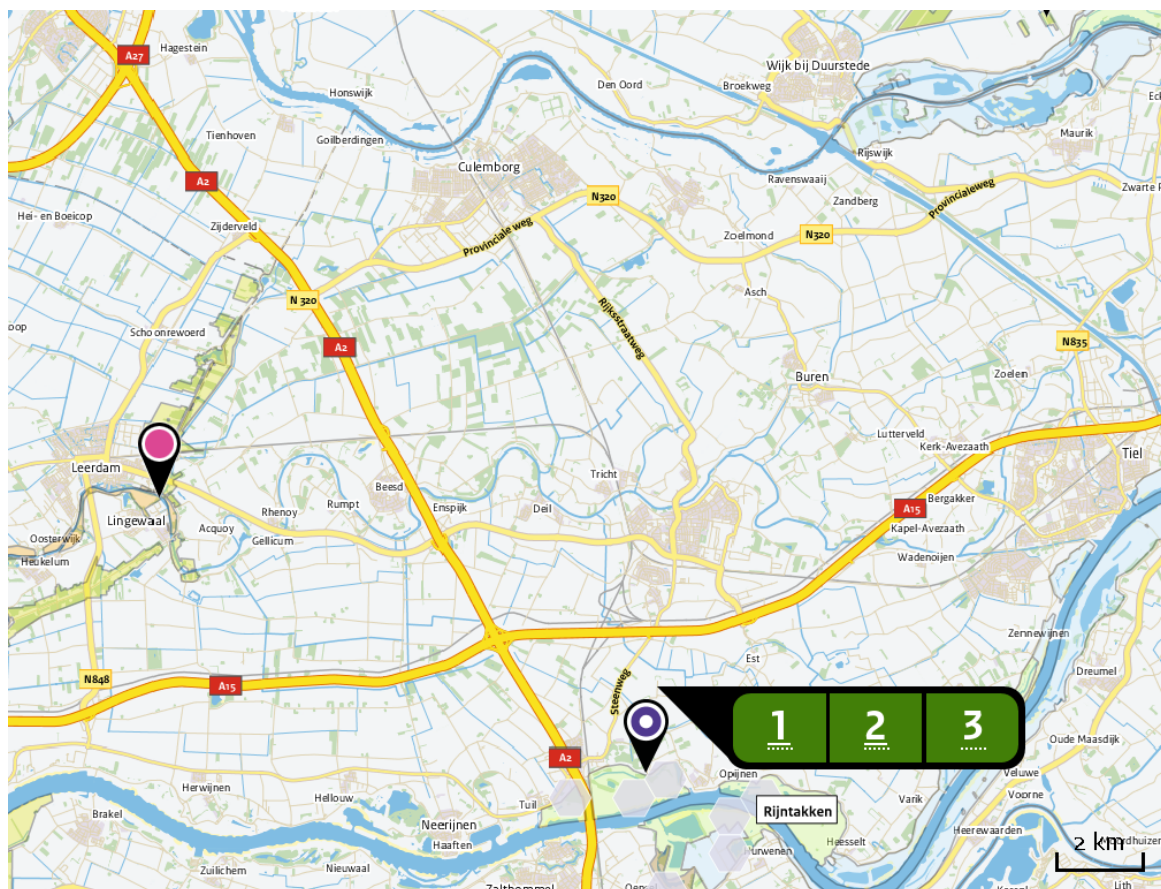 A27
Hagestein
Wijk bij Duurstede
Den Oord
Broekweg
Honswijk
Tienhoven
Goilberdingen
Maurik
Rijswijk
Culemborg
A2
Ravenswaaij
Zandberg
Zwarte
Provincialeweg
N320
Hei- en Boeicop
Zijderveld
Provinciale weg
Zoelmond
N320
Asch
N 320
Rijksstraatweg
Schoonrewoerd
A2
N835
Buren
Zoelen
Lutterveld
Kerk-Avezaath
Tiel
Leerdam
Tricht
Beesd
Rumpt
Enspijk
Deil
Bergakker
A15
Rhenoy
Lingewaal
Acquoy
Kapel-Avezaath
Oosterwijk
Gellicum
Heukelum
Wadenoijen
Zennewijnen
Est
Dreumel
N848
A15
Steenweg
1 2 3
Oude Maasdijk
A2
Opijnen
Veluwe
Herwijnen
Hellouw
Tuil
Varik
Voorne
Brakel
Rijntakken
Neerijnen
Heerewaarden
Haaften
Heesselt
2 km
Zuilichem
Nieuwaal
Zaltbommel
Lith